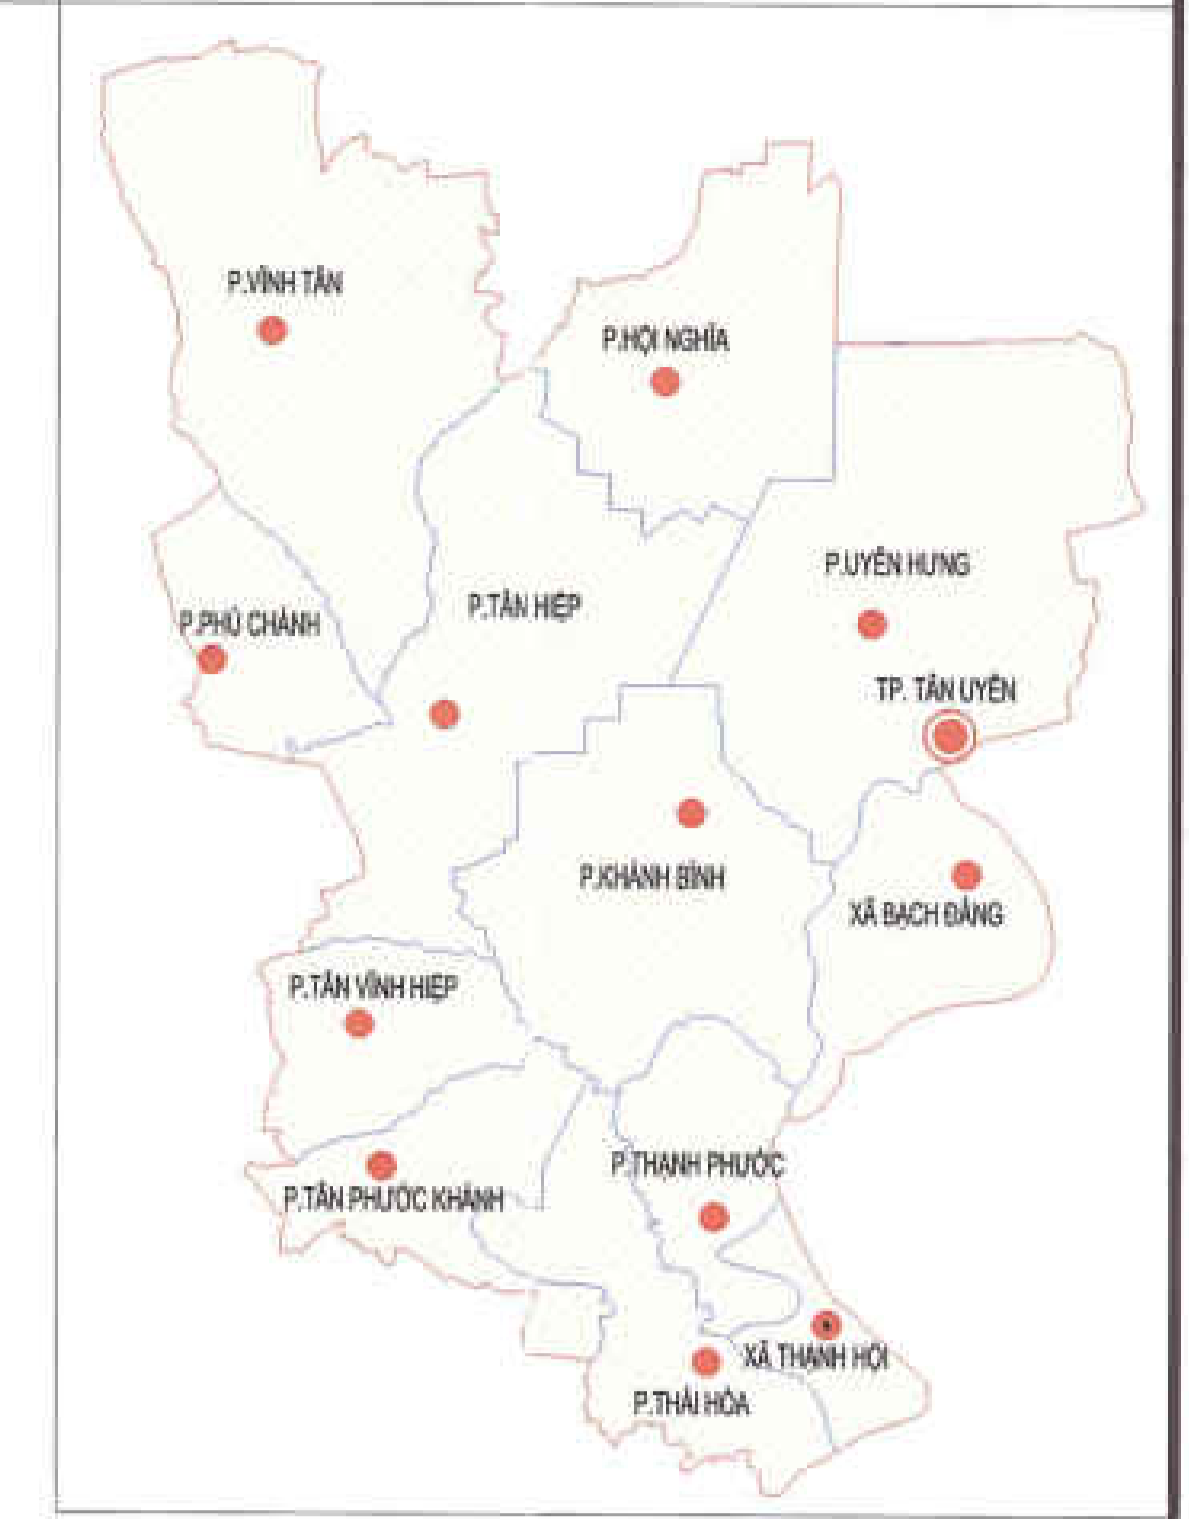 P.VĨNH TÂN
P.HỘI NGHĨA
P.UYÊN HƯNG
P.TÂN HIỆP
P.PHÚ CHÁNH
TP. TÂN UYÊN
P.KHÁNH BÌNH
XÃ BẠCH ĐẰNG
P.TÂN VĨNH HIỆP
P.THẠNH PHƯỚC
P.TÂN PHƯỚC KHÁNH
XÃ THẠNH HỘI
P.THÁI HÒA